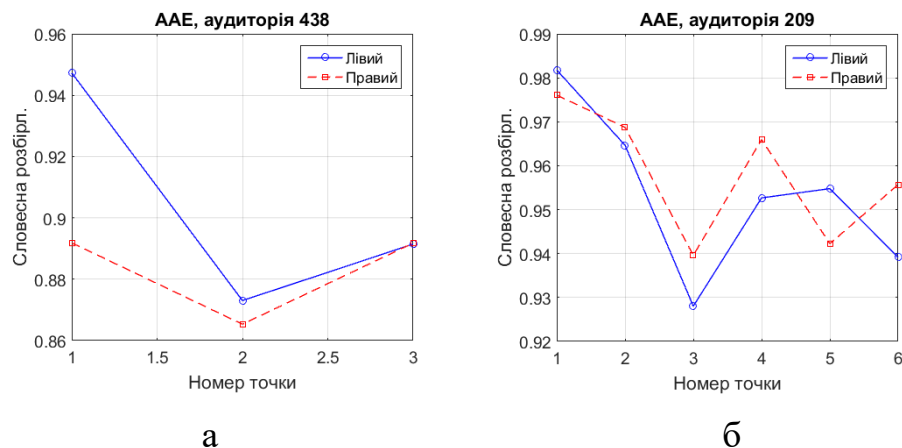 ААЕ, аудиторія 438
0.96
0.94
0.92
0.9
0.88
0.86
Словесна розбірл.
1
1.5
2
2.5
3
Номер точки
Лівий
Правий
а
ААЕ, аудиторія 209
0.99
0.98
0.97
0.96
0.95
0.94
0.93
0.92
Словесна розбірл.
1
2
3
4
5
6
Номер точки
Лівий
Правий
б